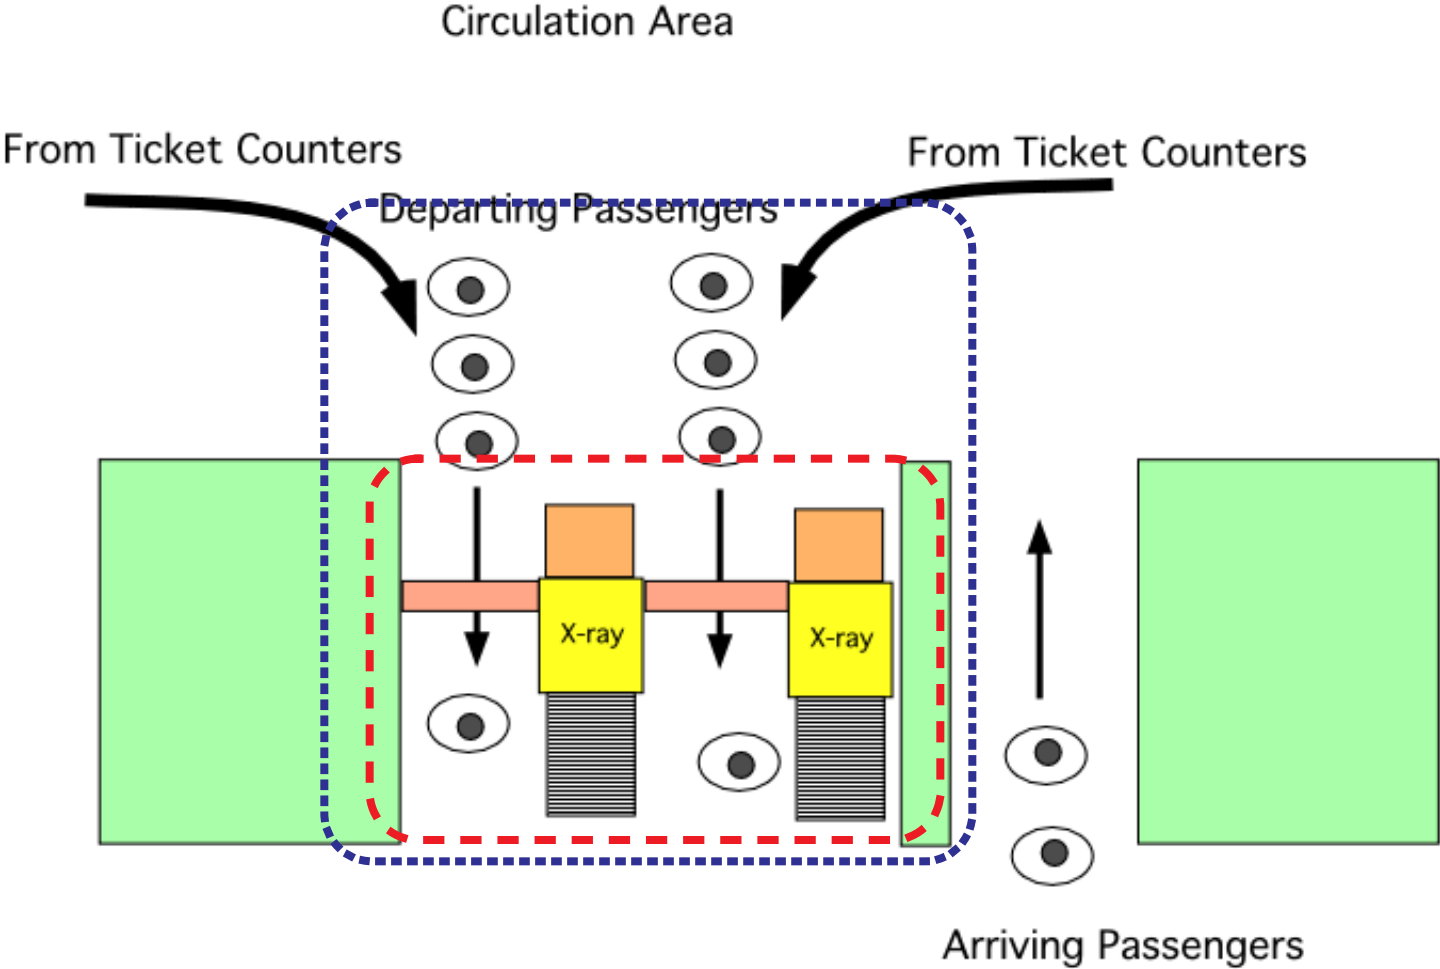 Circulation Area
From Ticket Counters
From Ticket Counters
Departing Passengers
X-ray
X-ray
Arriving Passengers